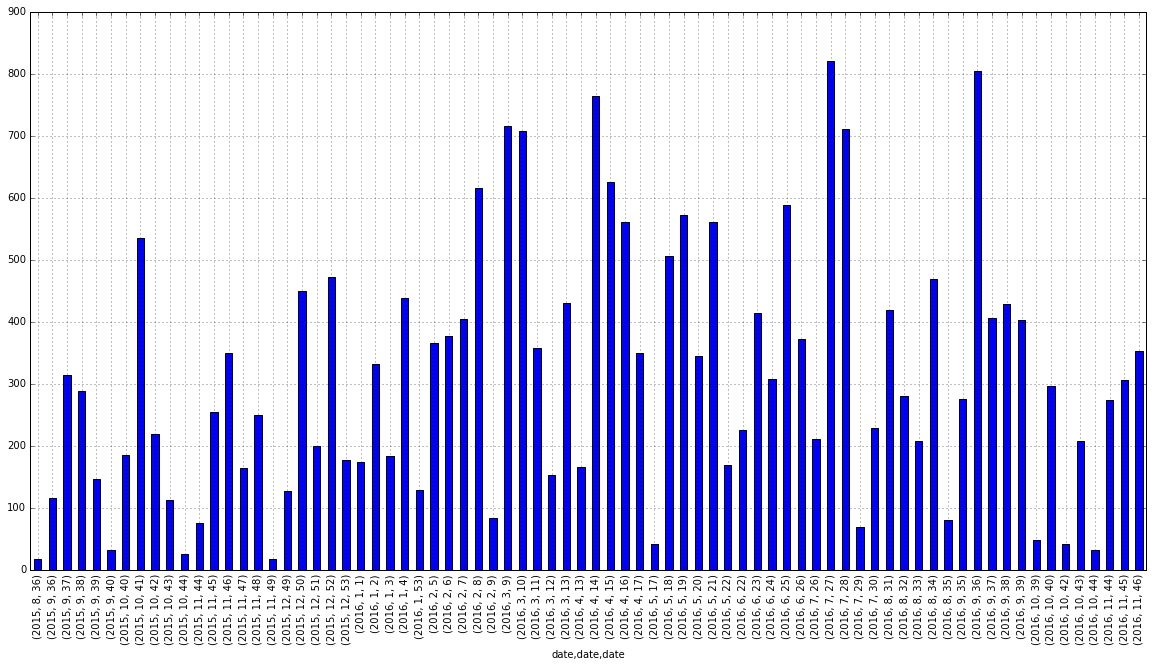 900
800
700
600
500
400
300
200
100
0
(2015, 8, 36)
(2015, 9, 36)
(2015, 9, 37)
(2015, 9, 38)
(2015, 9, 39)
(2015, 9, 40)
(2015, 10, 40)
(2015, 10, 41)
(2015, 10, 42)
(2015, 10, 43)
(2015, 10, 44)
(2015, 11, 44)
(2015, 11, 45)
(2015, 11, 46)
(2015, 11, 47)
(2015, 11, 48)
(2015, 11, 49)
(2015, 12, 49)
(2015, 12, 50)
(2015, 12, 51)
(2015, 12, 52)
(2015, 12, 53)
(2016, 1, 1)
(2016, 1, 2)
(2016, 1, 3)
(2016, 1, 4)
(2016, 1, 53)
(2016, 2, 5)
(2016, 2, 6)
(2016, 2, 7)
(2016, 2, 8)
(2016, 2, 9)
(2016, 3, 9)
(2016, 3, 10)
(2016, 3, 11)
(2016, 3, 12)
(2016, 3, 13)
(2016, 4, 13)
(2016, 4, 14)
(2016, 4, 15)
(2016, 4, 16)
(2016, 4, 17)
(2016, 5, 17)
(2016, 5, 18)
(2016, 5, 19)
(2016, 5, 20)
(2016, 5, 21)
(2016, 5, 22)
(2016, 6, 22)
(2016, 6, 23)
(2016, 6, 24)
(2016, 6, 25)
(2016, 6, 26)
(2016, 7, 26)
(2016, 7, 27)
(2016, 7, 28)
(2016, 7, 29)
(2016, 7, 30)
(2016, 8, 31)
(2016, 8, 32)
(2016, 8, 33)
(2016, 8, 34)
(2016, 8, 35)
(2016, 9, 35)
(2016, 9, 36)
(2016, 9, 37)
(2016, 9, 38)
(2016, 9, 39)
(2016, 10, 39)
(2016, 10, 40)
(2016, 10, 42)
(2016, 10, 43)
(2016, 10, 44)
(2016, 11, 44)
(2016, 11, 45)
(2016, 11, 46)
date,date,date